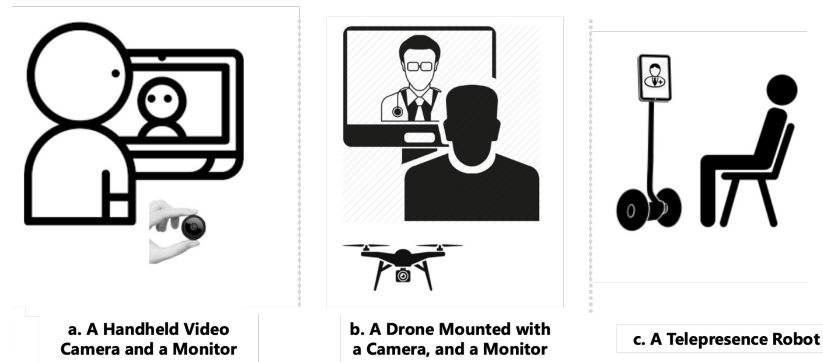 a. A Handheld Video
Camera and a Monitor
b. A Drone Mounted with
a Camera, and a Monitor
c. A Telepresence Robot